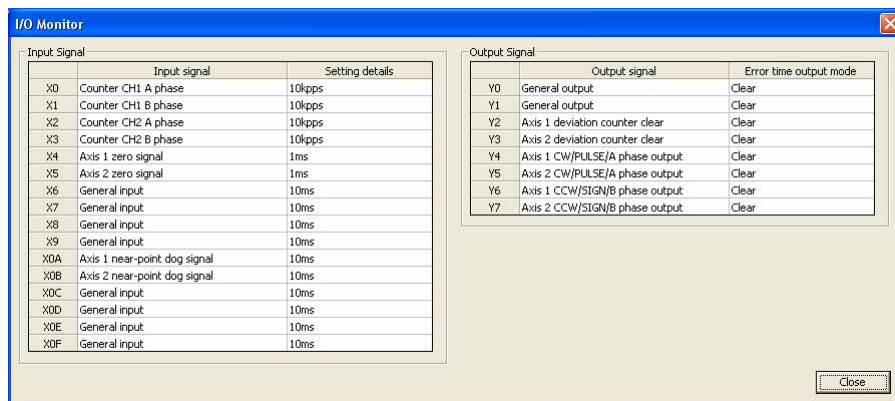 I/O Monitor
Input Signal
Input signal Setting details
X0 Counter CH1 A phase 10kpps
X1 Counter CH1 B phase 10kpps
X2 Counter CH2 A phase 10kpps
X3 Counter CH2 B phase 10kpps
X4 Axis 1 zero signal 1ms
X5 Axis 2 zero signal 1ms
X6 General input 10ms
X7 General input 10ms
X8 General input 10ms
X9 General input 10ms
X0A Axis 1 near-point dog signal 10ms
X0B Axis 2 near-point dog signal 10ms
X0C General input 10ms
X0D General input 10ms
X0E General input 10ms
X0F General input 10ms
Output Signal
Output signal Error time output mode
Y0 General output Clear
Y1 General output Clear
Y2 Axis 1 deviation counter clear Clear
Y3 Axis 2 deviation counter clear Clear
Y4 Axis 1 CW/PULSE/A phase output Clear
Y5 Axis 2 CW/PULSE/A phase output Clear
Y6 Axis 1 CCW/SIGN/B phase output Clear
Y7 Axis 2 CCW/SIGN/B phase output Clear
Close